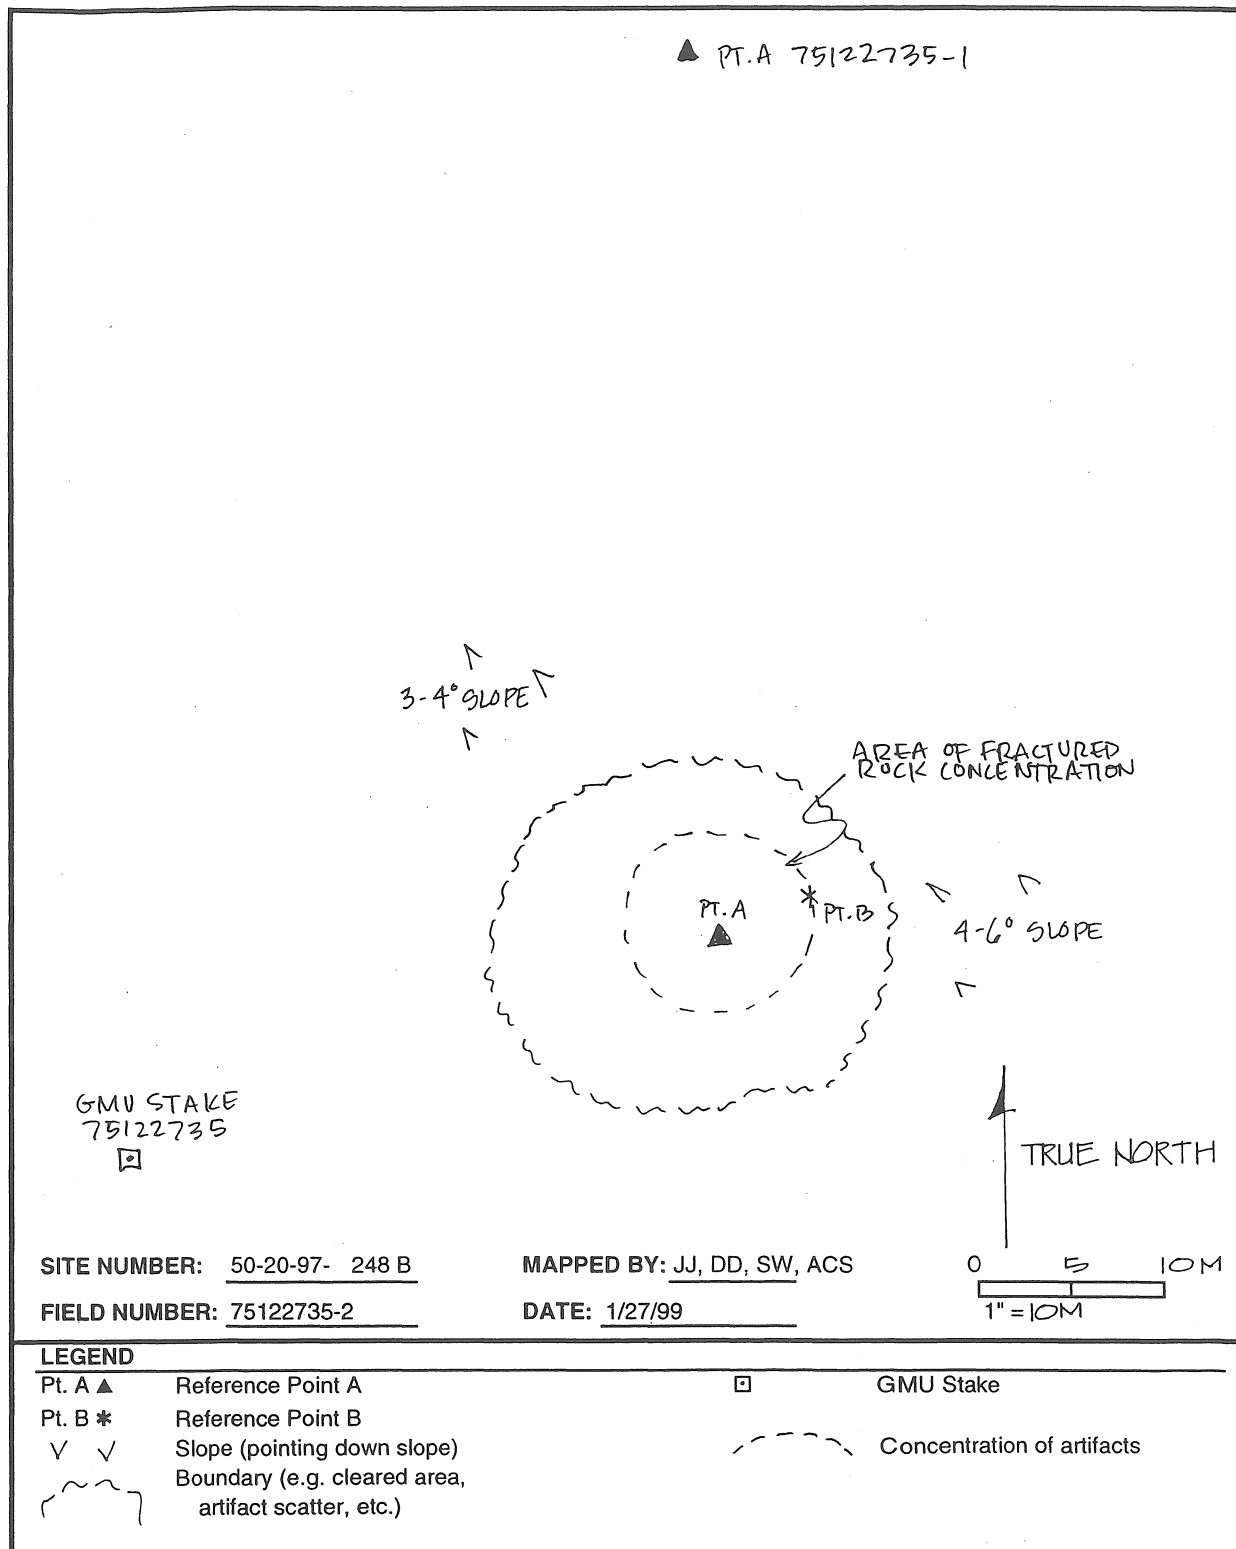 PT.A 75122735-1
3-4° SLOPE
AREA OF FRACTURED
ROCK CONCENTRATION
PT.A
PT.B
4-6° SLOPE
GMU STAKE
75122735
TRUE NORTH
SITE NUMBER: 50-20-97- 248 B
MAPPED BY: JJ, DD, SW, ACS
0 5 10M
FIELD NUMBER: 75122735-2
DATE: 1/27/99
1" = 10M
LEGEND
Pt. A Reference Point A
GMU Stake
Pt. B Reference Point B
Slope (pointing down slope)
Concentration of artifacts
Boundary (e.g. cleared area,
artifact scatter, etc.)